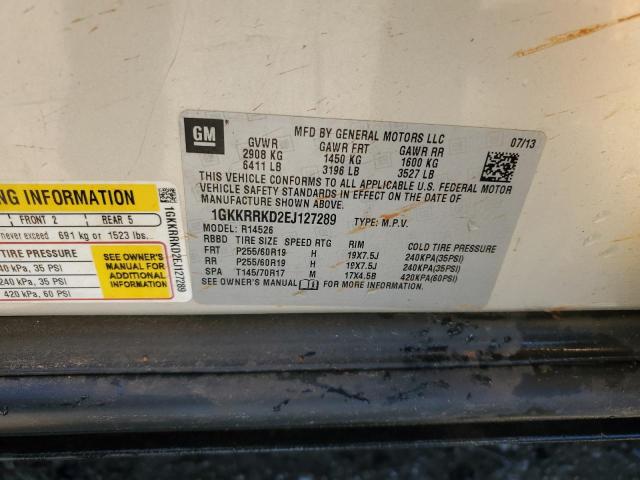 GM
MFD BY GENERAL MOTORS LLC
07/13
GVWR GAWR FRT GAWR RR
2908 KG 1450 KG 1600 KG
6411 LB 3196 LB 3527 LB
THIS VEHICLE CONFORMS TO ALL APPLICABLE U.S. FEDERAL MOTOR
VEHICLE SAFETY STANDARDS IN EFFECT ON THE DATE OF
MANUFACTURE SHOWN ABOVE.
1GKKRRKD2EJ127289 TYPE: M.P.V.
MODEL: R14526
RBBD TIRE SIZE SPEED RTG RIM COLD TIRE PRESSURE
FRT P255/60R19 H 19X7.5J 240KPA(35PSI)
RR P255/60R19 H 19X7.5J 240KPA(35PSI)
SPA T145/70R17 M 17X4.5B 420KPA(60PSI)
SEE OWNER'S MANUAL FOR MORE INFORMATION
NG INFORMATION
FRONT 2 REAR 5
never exceed 691 kg or 1523 lbs.
TIRE PRESSURE
40 kPA, 35 PSI
240 kPA, 35 PSI
420 kPA, 60 PSI
SEE OWNER'S
MANUAL FOR
ADDITIONAL
INFORMATION
1GKKRRKD2EJ127289